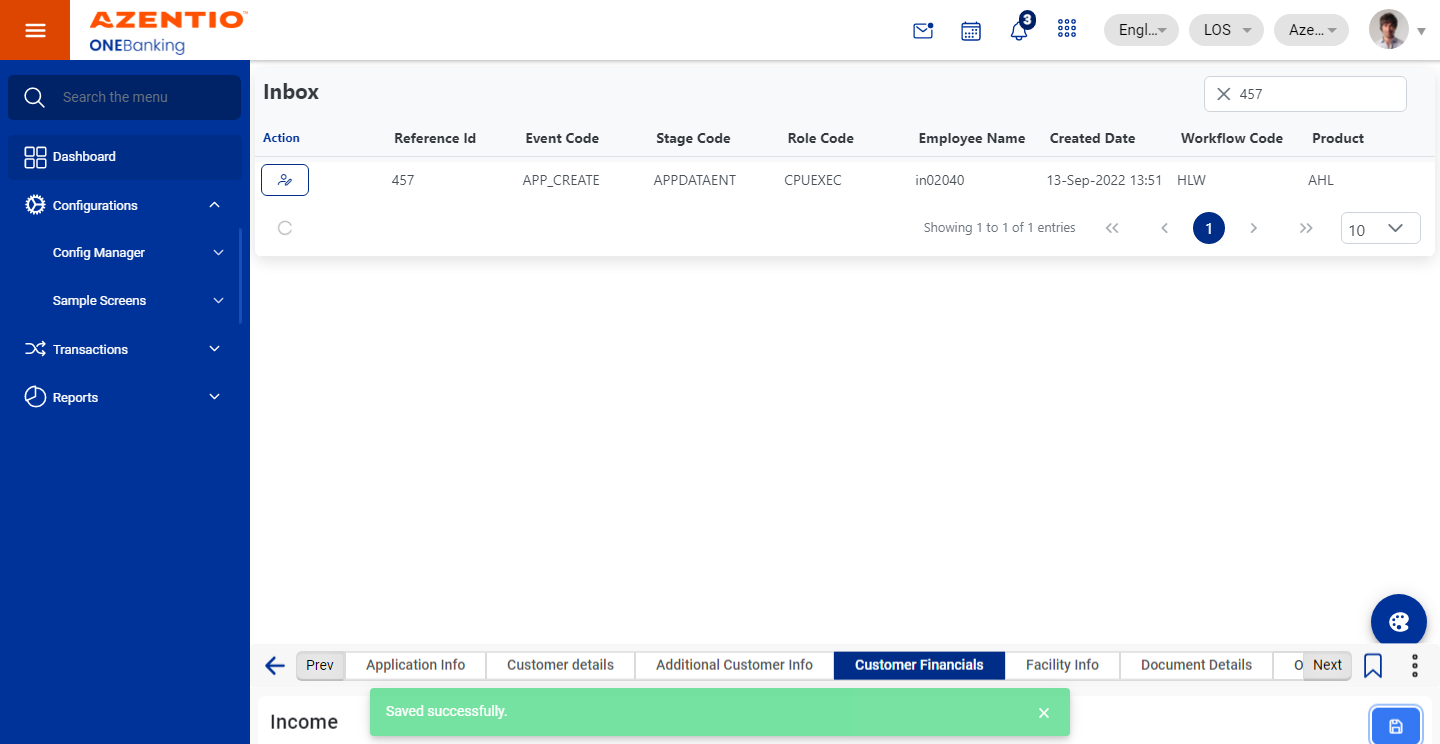 AZENTIO™
ONEBanking
3
Engl...
LOS
Aze...
Search the menu
Dashboard
Configurations
Config Manager
Sample Screens
Transactions
Reports
Inbox
457
Action Reference Id Event Code Stage Code Role Code Employee Name Created Date Workflow Code Product
457 APP_CREATE APPDATAENT CPUEXEC in02040 13-Sep-2022 13:51 HLW AHL
Showing 1 to 1 of 1 entries 1 10
Prev Application Info Customer details Additional Customer Info Customer Financials Facility Info Document Details O Next
Saved successfully.
Income